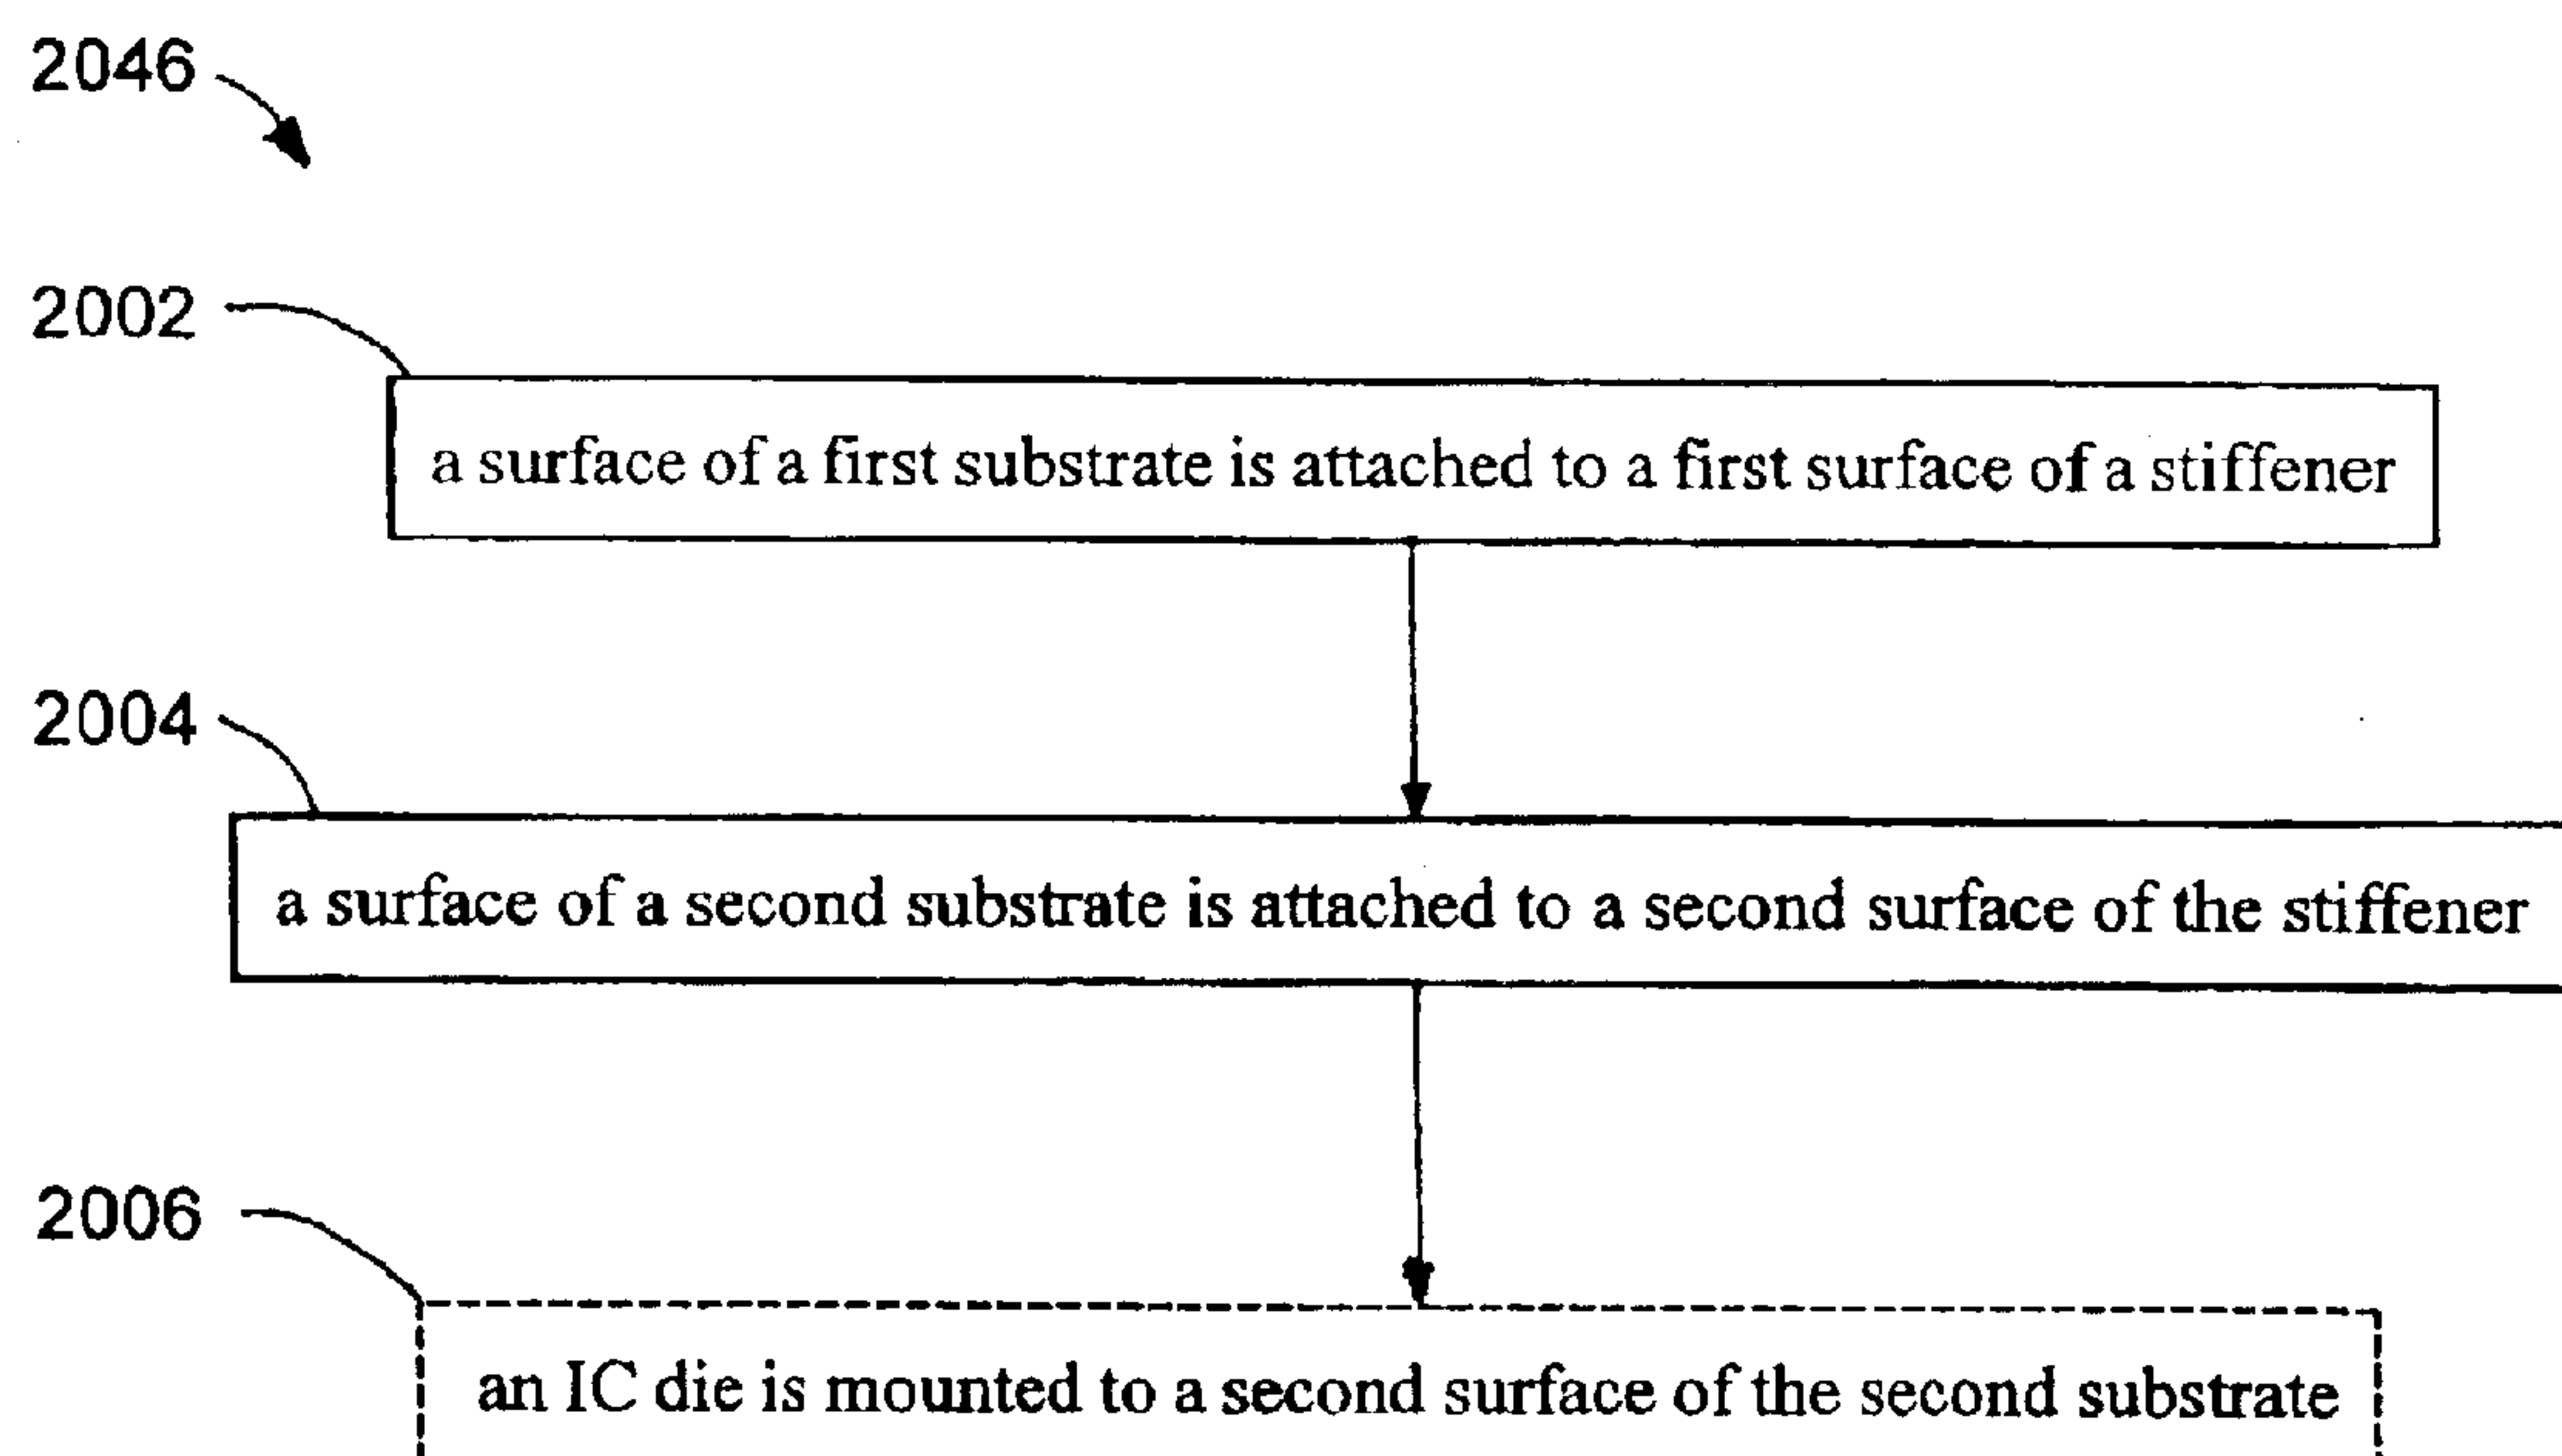 2046
2002
a surface of a first substrate is attached to a first surface of a stiffener
2004
a surface of a second substrate is attached to a second surface of the stiffener
2006
an IC die is mounted to a second surface of the second substrate